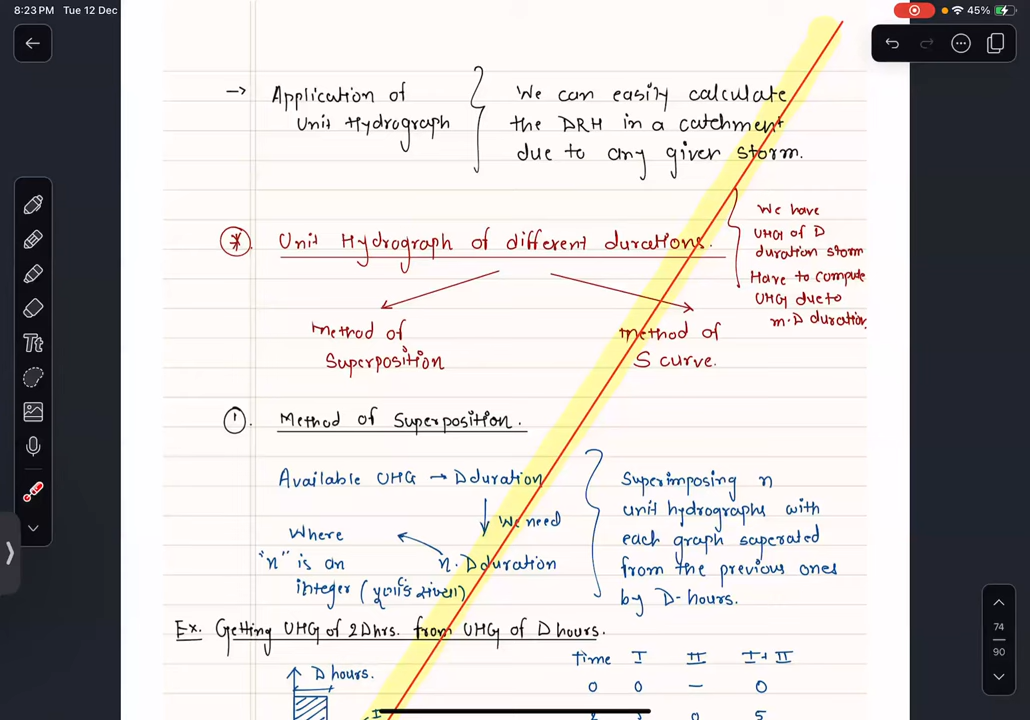 8:23 PM Tue 12 Dec
45%
→ Application of
Unit Hydrograph
We can easily calculate
the DRH in a catchment
due to any given storm.
* Unit Hydrograph of different durations.
We have
UHG of D
duration storm
Have to compute
UHG due to
m.D duration
Method of
Superposition
Method of
S curve.
1. Method of Superposition.
Available UHG → D duration
We need
Where
"n" is an
integer (પૂર્ણાંક સંખ્યા)
n.D duration
Superimposing n
unit hydrographs with
each graph saperated
from the previous ones
by D-hours.
Ex. Getting UHG of 2D hrs. from UHG of D hours.
D hours.
I
Time I II I+II
0 0 — 0
0 5
Tt
74
90